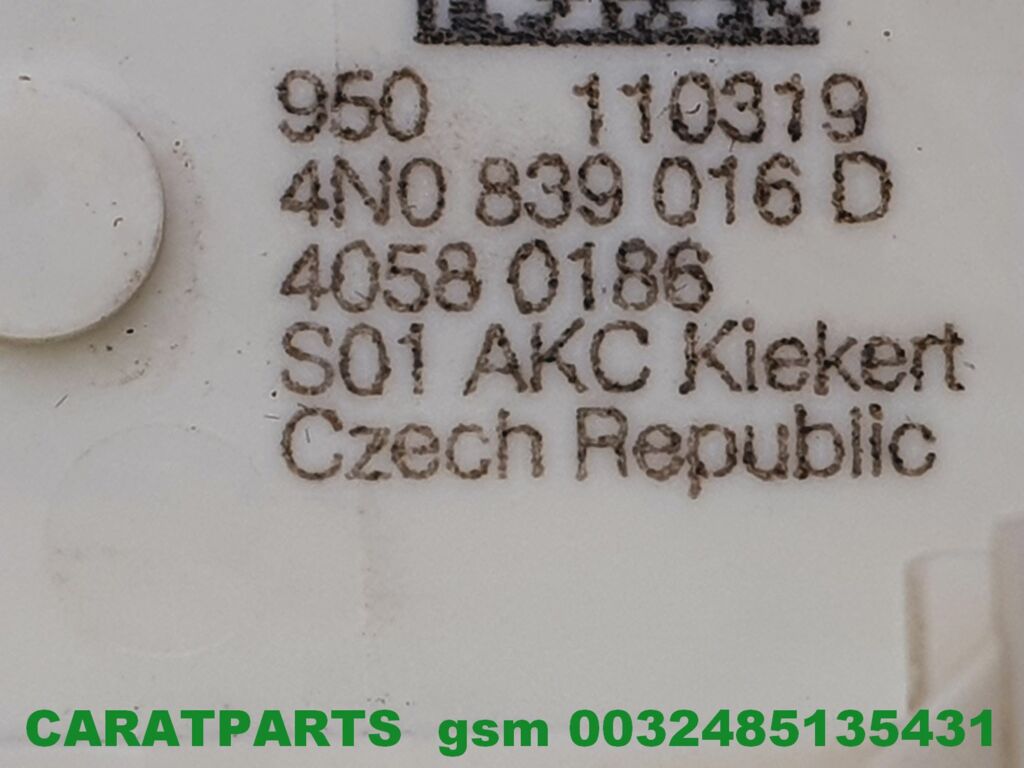 950 110319
4N0 839 016 D
4058 0186
S01 AKC Kiekert
Czech Republic
CARATPARTS gsm 0032485135431